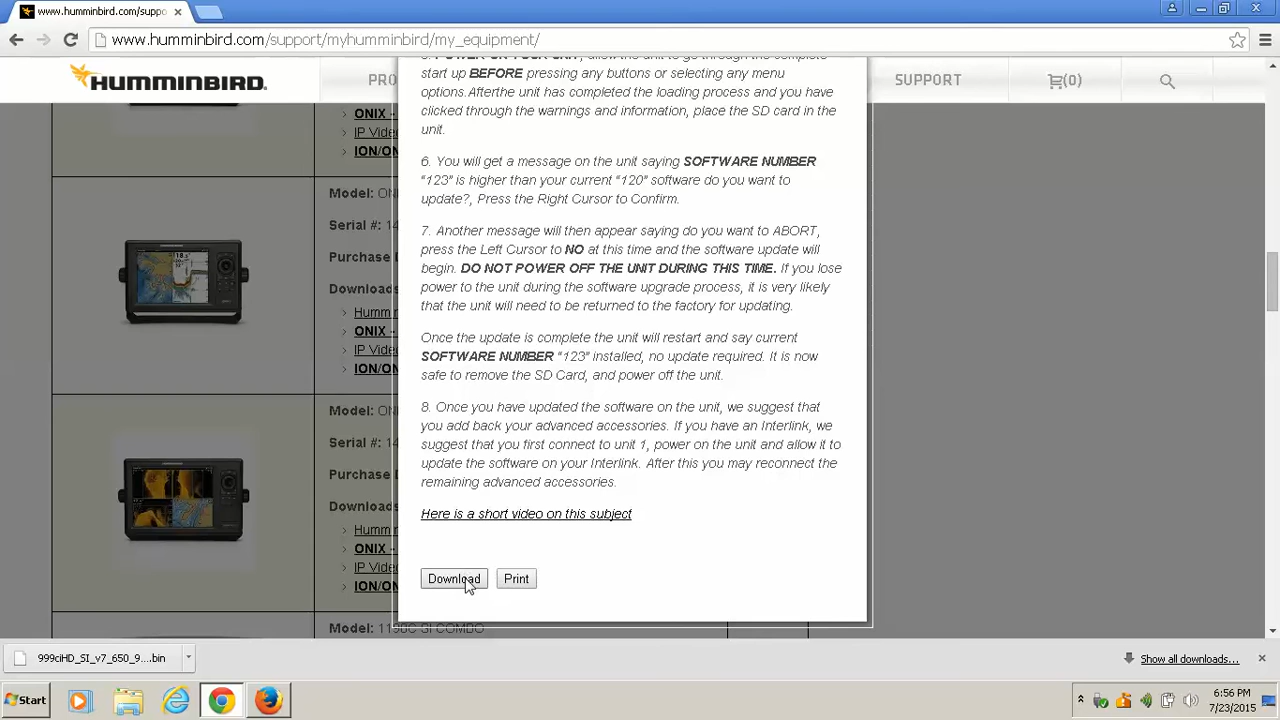 www.humminbird.com/suppo
www.humminbird.com/support/myhumminbird/my_equipment/
HUMMINBIRD.
PRO
SUPPORT
(0)
start up BEFORE pressing any buttons or selecting any menu
options.Afterthe unit has completed the loading process and you have
clicked through the warnings and information, place the SD card in the
unit.
6. You will get a message on the unit saying SOFTWARE NUMBER
“123” is higher than your current “120” software do you want to
update?, Press the Right Cursor to Confirm.
7. Another message will then appear saying do you want to ABORT,
press the Left Cursor to NO at this time and the software update will
begin. DO NOT POWER OFF THE UNIT DURING THIS TIME. If you lose
power to the unit during the software upgrade process, it is very likely
that the unit will need to be returned to the factory for updating.
Once the update is complete the unit will restart and say current
SOFTWARE NUMBER “123” installed, no update required. It is now
safe to remove the SD Card, and power off the unit.
8. Once you have updated the software on the unit, we suggest that
you add back your advanced accessories. If you have an Interlink, we
suggest that you first connect to unit 1, power on the unit and allow it to
update the software on your Interlink. After this you may reconnect the
remaining advanced accessories.
Here is a short video on this subject
Download
Print
ONIX -
IP Vide
ION/ON
Model: ON
Serial #: 14
Purchase D
Downloads
Humm
ONIX -
IP Vide
ION/ON
Model: ON
Serial #: 14
Purchase D
Downloads
Humm
ONIX -
IP Vide
ION/ON
Model: 1198C SI COMBO
999ciHD_SI_v7_650_9....bin
Show all downloads...
Start
6:56 PM
7/23/2015